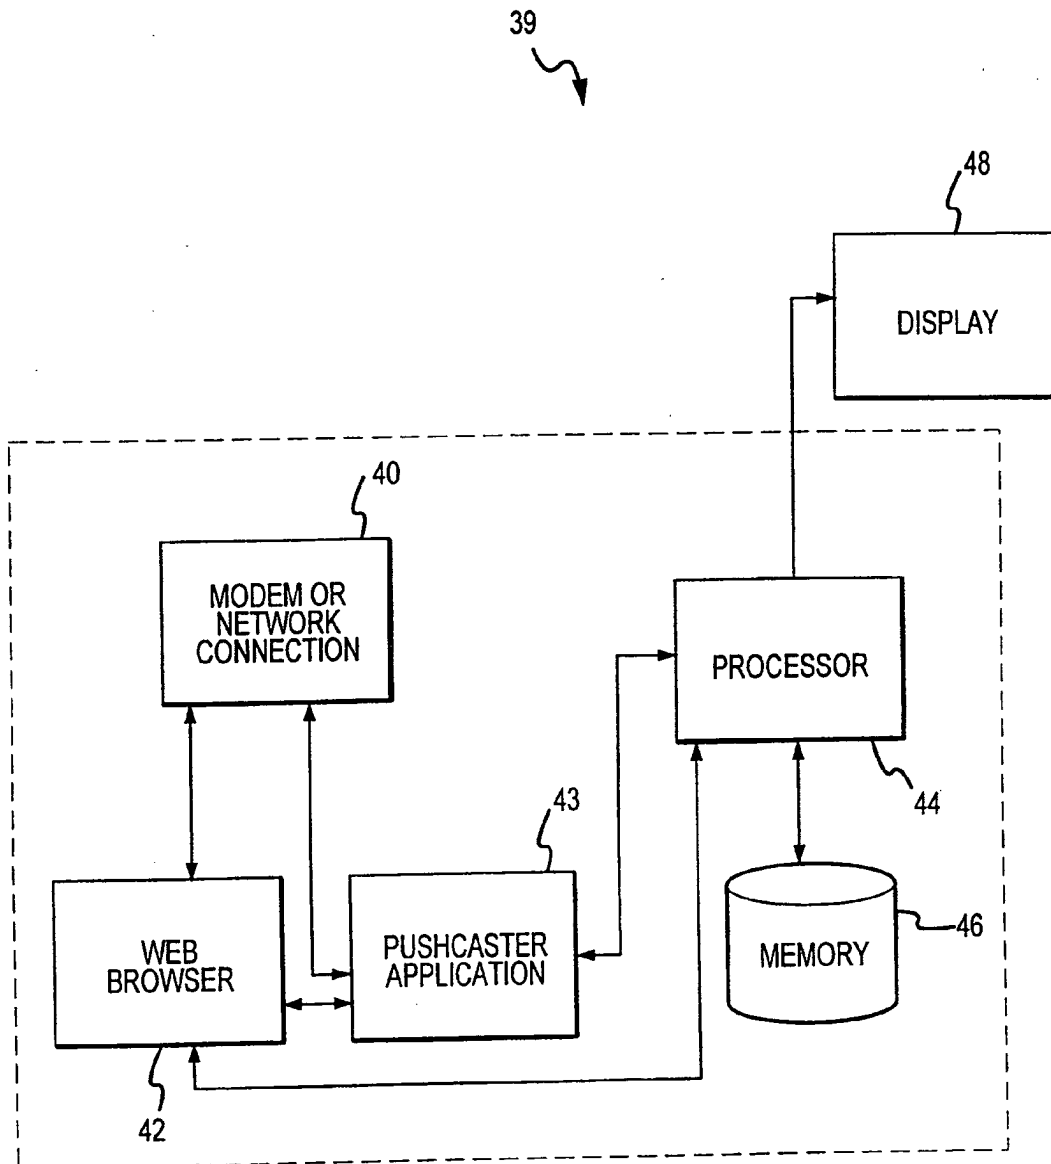 39
48
DISPLAY
40
MODEM OR
NETWORK
CONNECTION
PROCESSOR
44
43
WEB
BROWSER
PUSHCASTER
APPLICATION
MEMORY
46
42